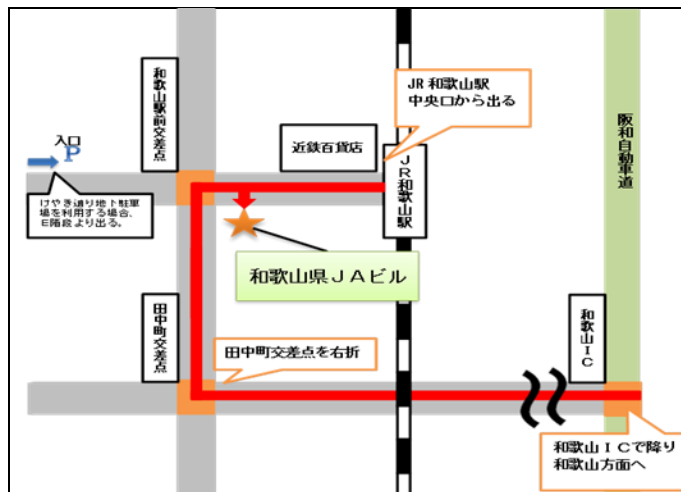 和歌山駅前交差点
入口
P
近鉄百貨店
JR和歌山駅
中央口から出る
JR和歌山駅
阪和自動車道
けやき通り地下駐車
場を利用する場合、
E階段より出る。
和歌山県JAビル
田中町交差点
田中町交差点を右折
和歌山IC
和歌山ICで降り
和歌山方面へ